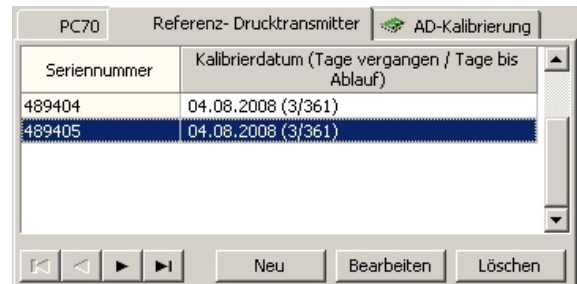 PC70 Referenz- Drucktransmitter AD-Kalibrierung
Seriennummer Kalibrierdatum (Tage vergangen / Tage bis
Ablauf)
489404 04.08.2008 (3/361)
489405 04.08.2008 (3/361)
Neu Bearbeiten Löschen